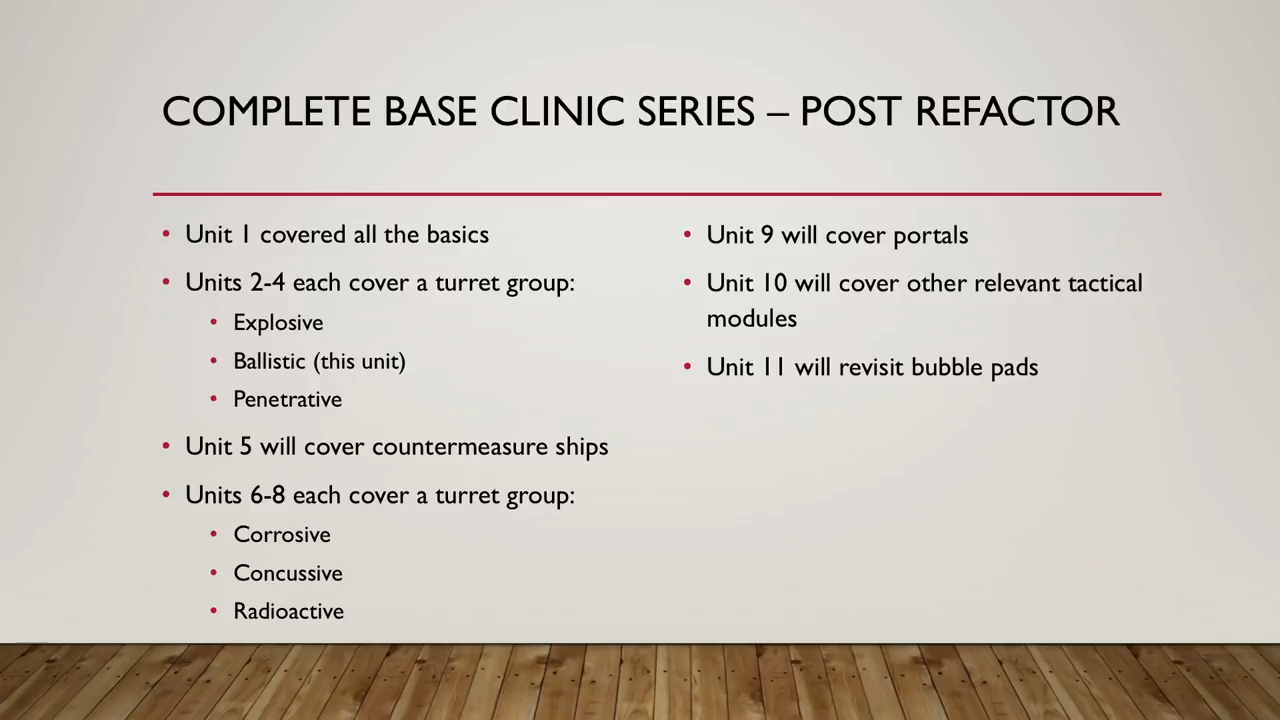 COMPLETE BASE CLINIC SERIES – POST REFACTOR
• Unit 1 covered all the basics
• Units 2-4 each cover a turret group:
• Explosive
• Ballistic (this unit)
• Penetrative
• Unit 5 will cover countermeasure ships
• Units 6-8 each cover a turret group:
• Corrosive
• Concussive
• Radioactive
• Unit 9 will cover portals
• Unit 10 will cover other relevant tactical
modules
• Unit 11 will revisit bubble pads